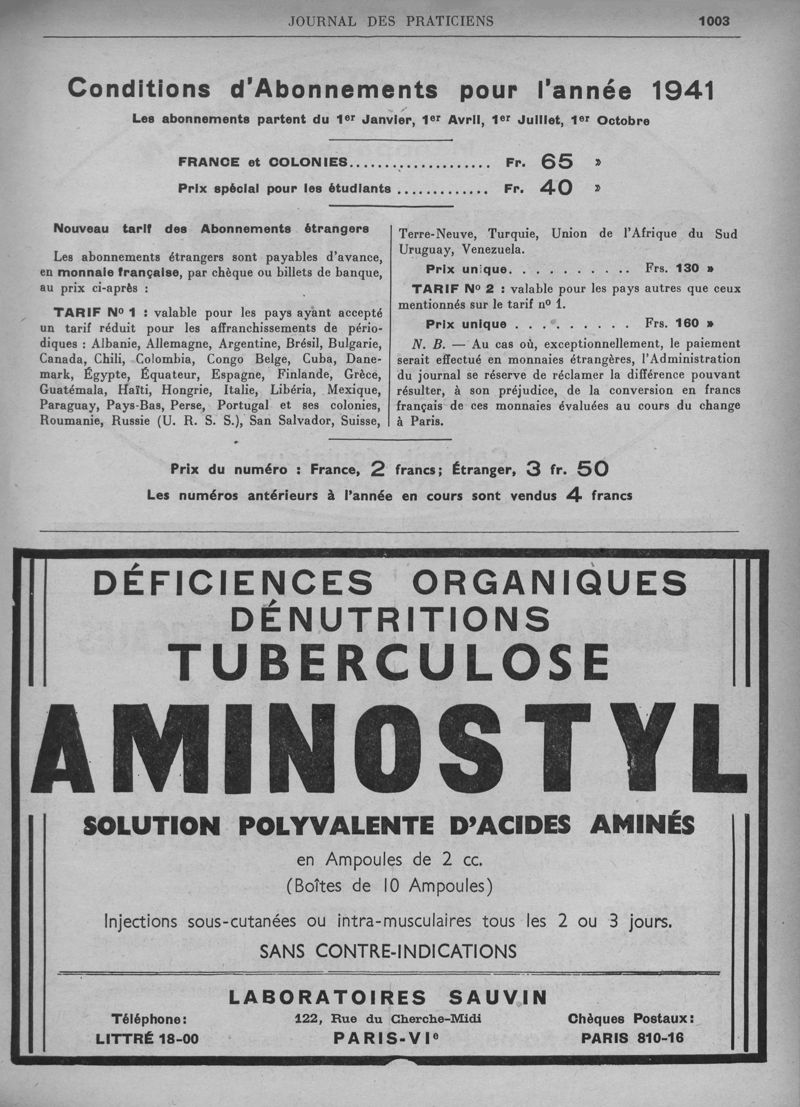 JOURNAL DES PRATICIENS 1003
Conditions d'Abonnements pour l'année 1941
Les abonnements partent du 1er Janvier, 1er Avril, 1er Juillet, 1er Octobre
FRANCE et COLONIES.................... Fr. 65 »
Prix spécial pour les étudiants ............. Fr. 40 »
Nouveau tarif des Abonnements étrangers
Les abonnements étrangers sont payables d'avance,
en monnaie française, par chèque ou billets de banque,
au prix ci-après :
TARIF No 1 : valable pour les pays ayant accepté
un tarif réduit pour les affranchissements de pério-
diques : Albanie, Allemagne, Argentine, Brésil, Bulgarie,
Canada, Chili, Colombia, Congo Belge, Cuba, Dane-
mark, Égypte, Équateur, Espagne, Finlande, Grèce,
Guatémala, Haïti, Hongrie, Italie, Libéria, Mexique,
Paraguay, Pays-Bas, Perse, Portugal et ses colonies,
Roumanie, Russie (U. R. S. S.), San Salvador, Suisse,
Terre-Neuve, Turquie, Union de l'Afrique du Sud
Uruguay, Venezuela.
Prix unique. . . . . . . . . . Frs. 130 »
TARIF No 2 : valable pour les pays autres que ceux
mentionnés sur le tarif no 1.
Prix unique . . . . . . . . . . Frs. 160 »
N. B. — Au cas où, exceptionnellement, le paiement
serait effectué en monnaies étrangères, l'Administration
du journal se réserve de réclamer la différence pouvant
résulter, à son préjudice, de la conversion en francs
français de ces monnaies évaluées au cours du change
à Paris.
Prix du numéro : France, 2 francs; Étranger, 3 fr. 50
Les numéros antérieurs à l'année en cours sont vendus 4 francs
DÉFICIENCES ORGANIQUES
DÉNUTRITIONS
TUBERCULOSE
AMINOSTYL
SOLUTION POLYVALENTE D'ACIDES AMINÉS
en Ampoules de 2 cc.
(Boîtes de 10 Ampoules)
Injections sous-cutanées ou intra-musculaires tous les 2 ou 3 jours.
SANS CONTRE-INDICATIONS
LABORATOIRES SAUVIN
Téléphone: 122, Rue du Cherche-Midi Chèques Postaux:
LITTRÉ 18-00 PARIS-VIe PARIS 810-16